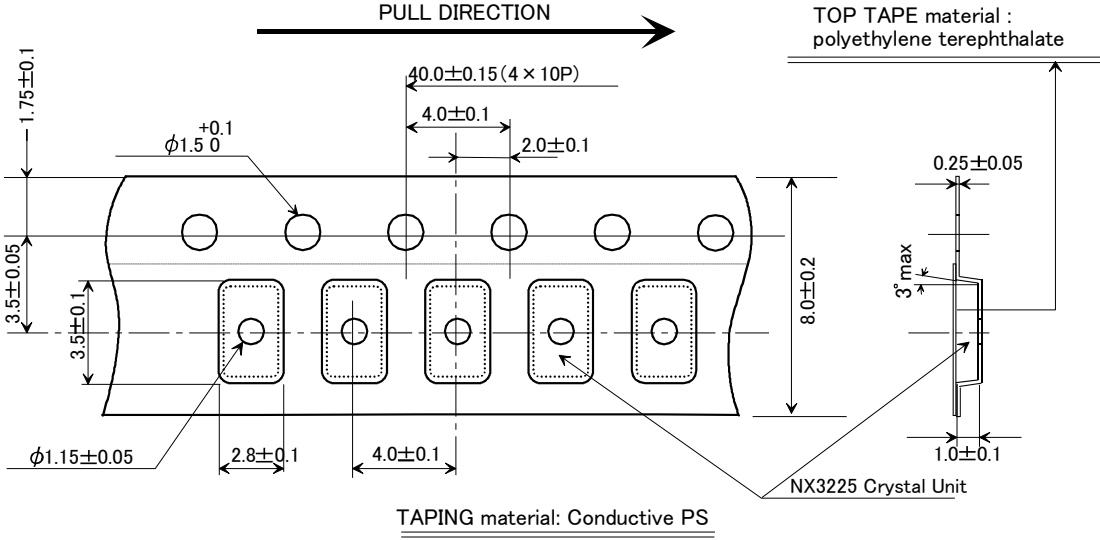 PULL DIRECTION
TOP TAPE material :
polyethylene terephthalate
1.75±0.1
40.0±0.15(4×10P)
4.0±0.1
+0.1
φ1.5 0
2.0±0.1
0.25±0.05
3.5±0.05
3.5±0.1
8.0±0.2
3°max
φ1.15±0.05
2.8±0.1
4.0±0.1
1.0±0.1
NX3225 Crystal Unit
TAPING material: Conductive PS